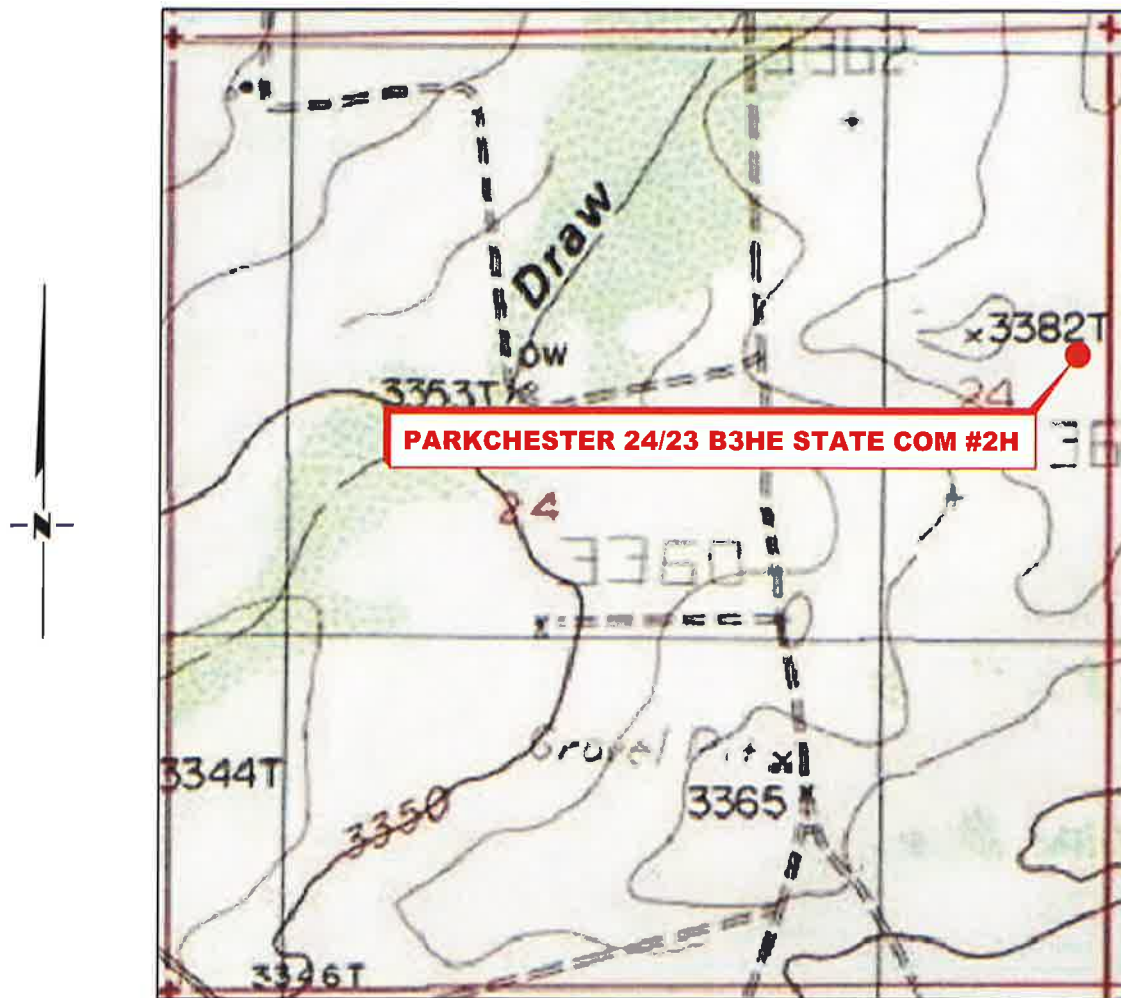 Draw
×3382T
3353T
24
PARKCHESTER 24/23 B3HE STATE COM #2H
24
3360
N
3344T
3365
3350
3346T